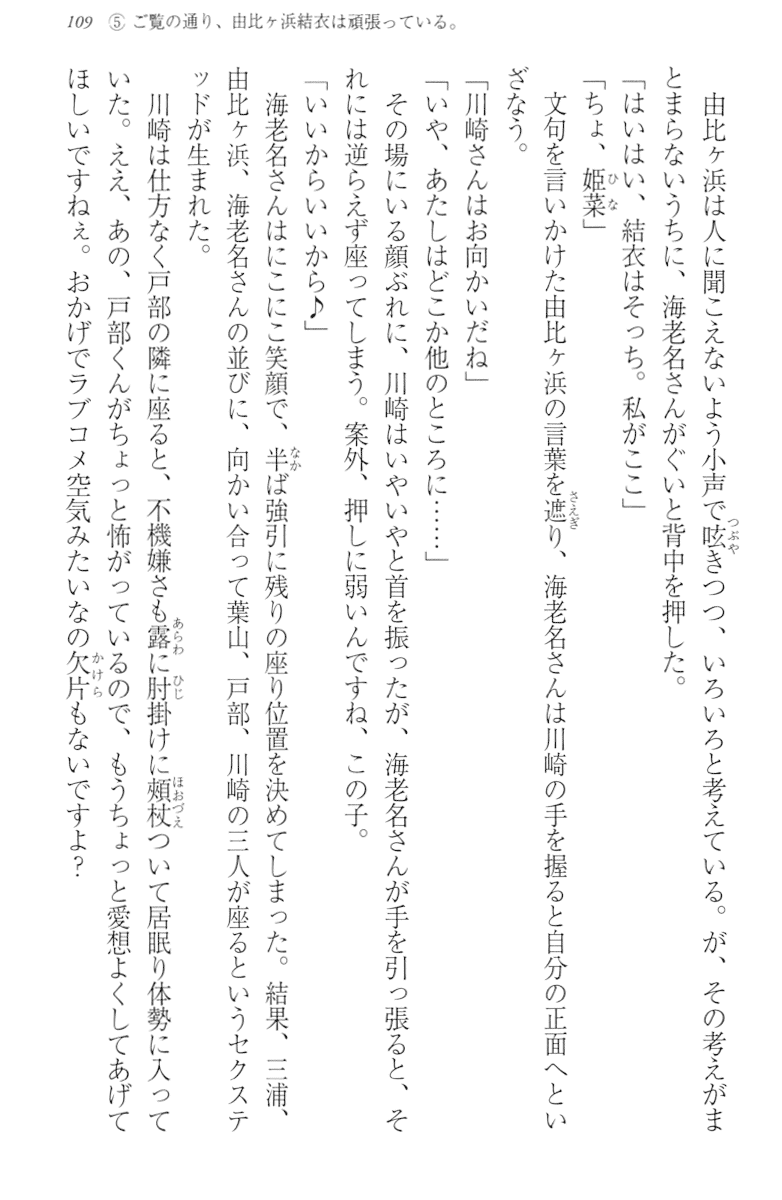 109 ⑤ ご覧の通り、由比ヶ浜結衣は頑張っている。
由比ヶ浜は人に聞こえないよう小声で呟きつつ、いろいろと考えている。が、その考えがま
とまらないうちに、海老名さんがぐいと背中を押した。
「はいはい、結衣はそっち。私がここ」
「ちょ、姫菜」
文句を言いかけた由比ヶ浜の言葉を遮り、海老名さんは川崎の手を握ると自分の正面へとい
ざなう。
「川崎さんはお向かいだね」
「いや、あたしはどこか他のところに……」
その場にいる顔ぶれに、川崎はいやいやと首を振ったが、海老名さんが手を引っ張ると、そ
れには逆らえず座ってしまう。案外、押しに弱いんですね、この子。
「いいからいいから♪」
海老名さんはにこにこ笑顔で、半ば強引に残りの座り位置を決めてしまった。結果、三浦、
由比ヶ浜、海老名さんの並びに、向かい合って葉山、戸部、川崎の三人が座るというセクステ
ッドが生まれた。
川崎は仕方なく戸部の隣に座ると、不機嫌さも露に肘掛けに頬杖ついて居眠り体勢に入って
いた。ええ、あの、戸部くんがちょっと怖がっているので、もうちょっと愛想よくしてあげて
ほしいですねぇ。おかげでラブコメ空気みたいなの欠片もないですよ？